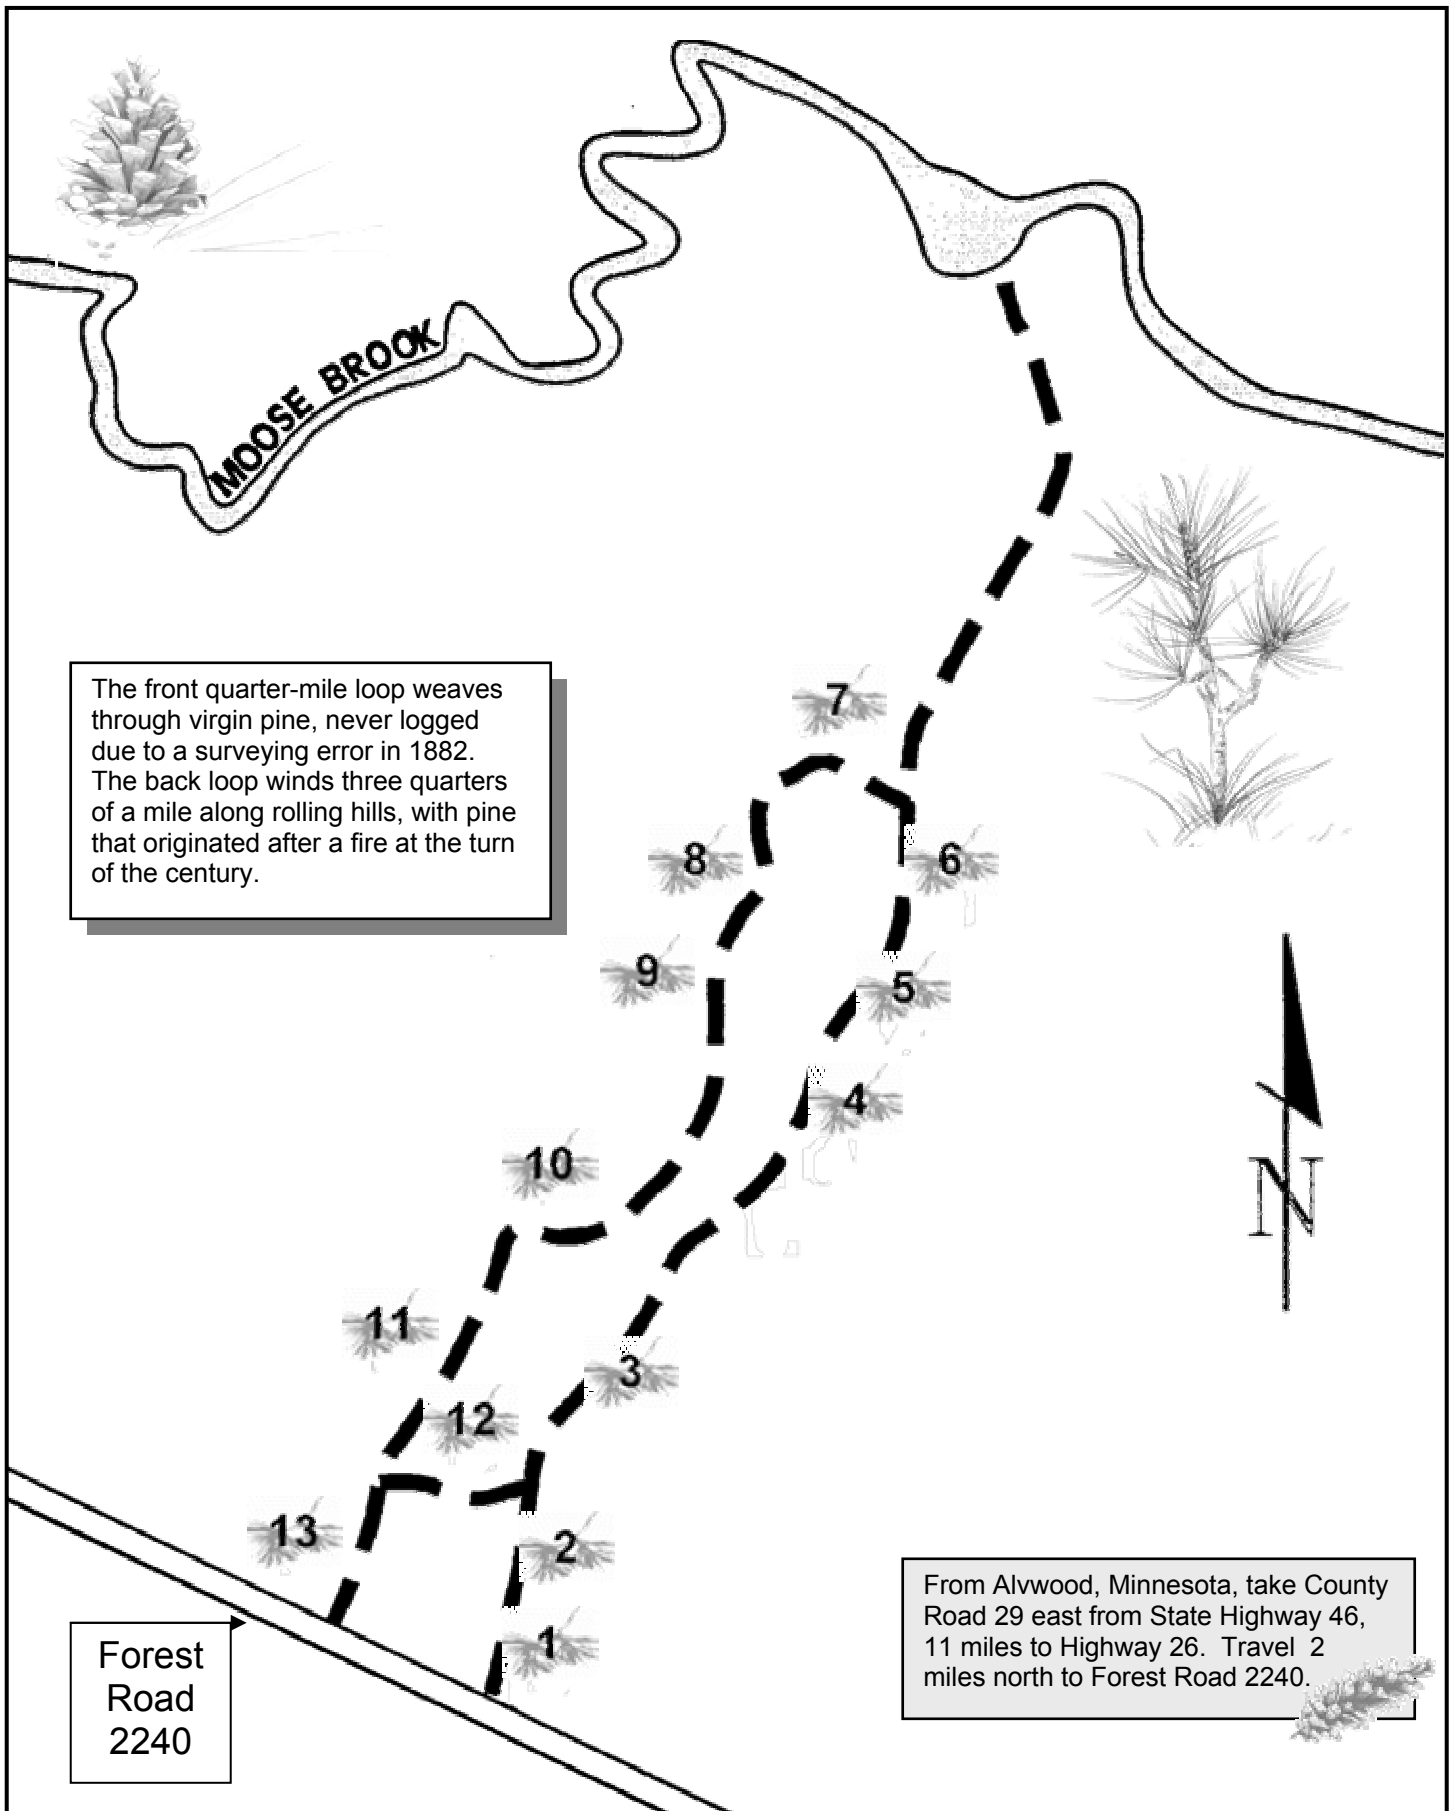 MOOSE BROOK
The front quarter-mile loop weaves
through virgin pine, never logged
due to a surveying error in 1882.
The back loop winds three quarters
of a mile along rolling hills, with pine
that originated after a fire at the turn
of the century.
7
8
6
9
5
4
10
N
11
3
12
13
2
1
Forest
Road
2240
From Alvwood, Minnesota, take County
Road 29 east from State Highway 46,
11 miles to Highway 26. Travel 2
miles north to Forest Road 2240.